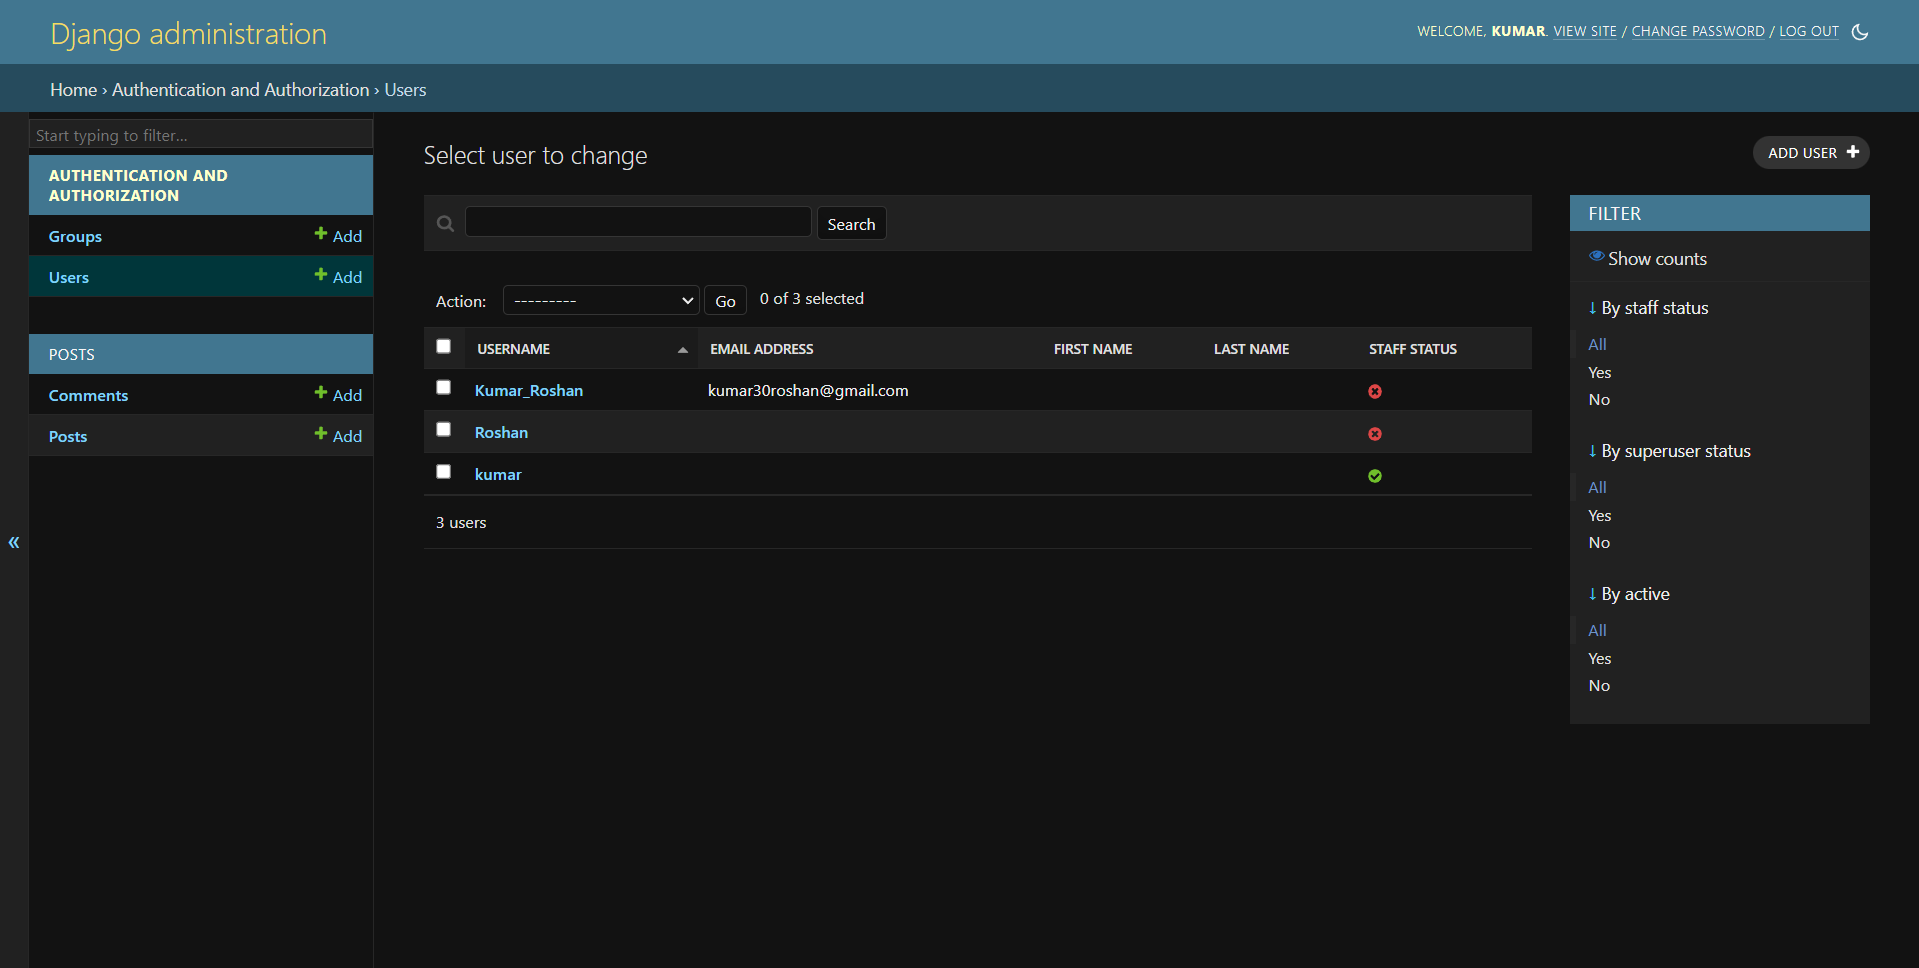 Django administration
WELCOME, KUMAR. VIEW SITE / CHANGE PASSWORD / LOG OUT
Home › Authentication and Authorization › Users
Start typing to filter...
AUTHENTICATION AND
AUTHORIZATION
Groups + Add
Users + Add
POSTS
Comments + Add
Posts + Add
«
Select user to change
ADD USER +
Search
Action: --------- Go 0 of 3 selected
USERNAME EMAIL ADDRESS FIRST NAME LAST NAME STAFF STATUS
Kumar_Roshan kumar30roshan@gmail.com
Roshan
kumar
3 users
FILTER
Show counts
↓ By staff status
All
Yes
No
↓ By superuser status
All
Yes
No
↓ By active
All
Yes
No